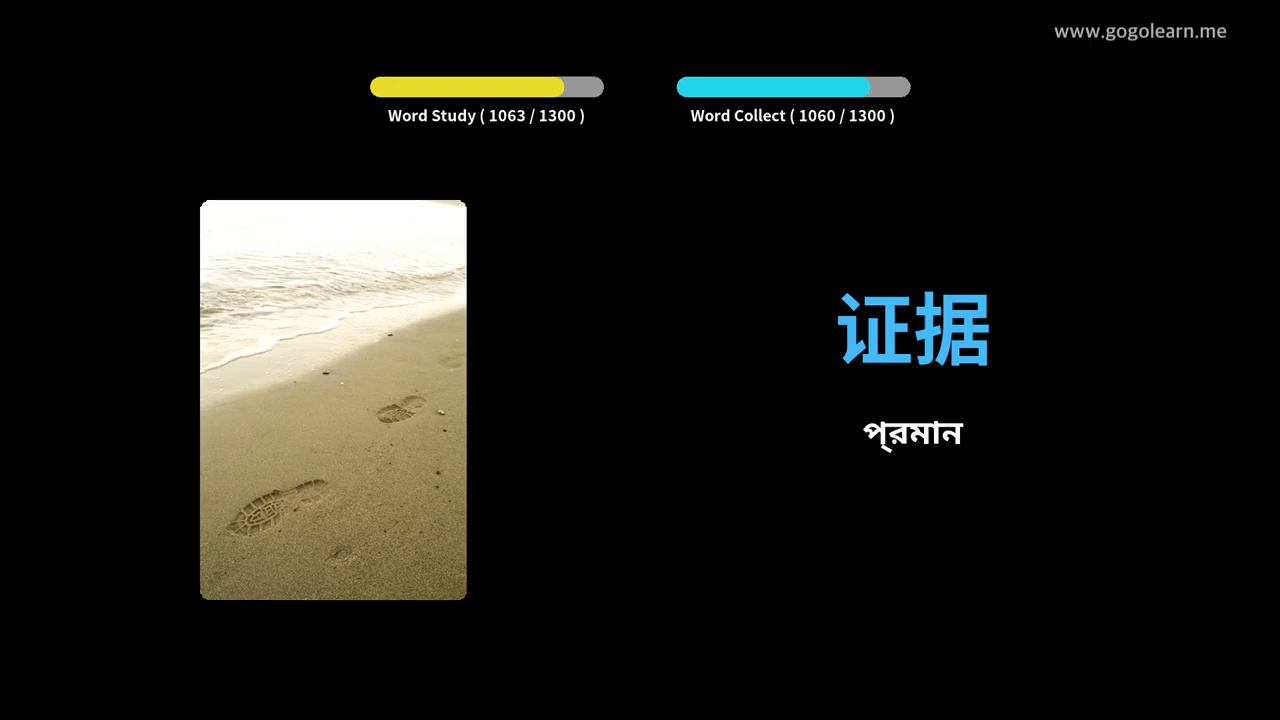 www.gogolearn.me
Word Study ( 1063 / 1300 )
Word Collect ( 1060 / 1300 )
证据
প্রমান